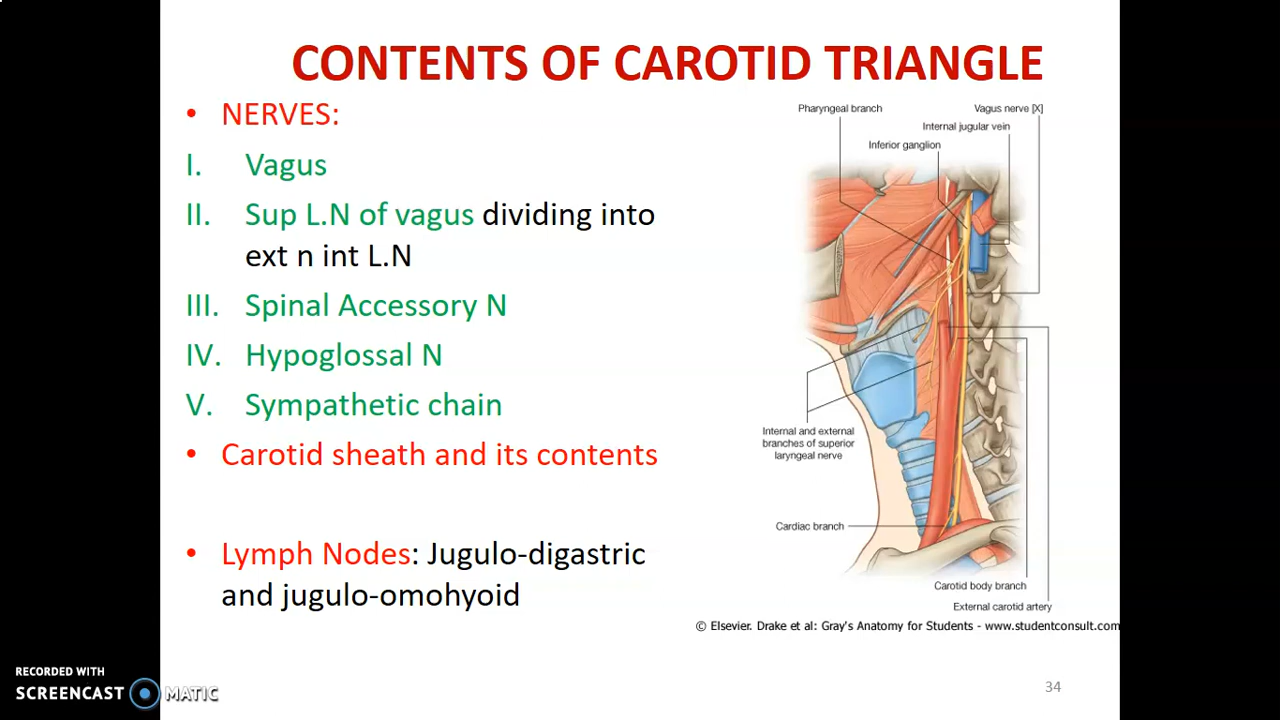 CONTENTS OF CAROTID TRIANGLE
• NERVES:
I. Vagus
II. Sup L.N of vagus dividing into
ext n int L.N
III. Spinal Accessory N
IV. Hypoglossal N
V. Sympathetic chain
• Carotid sheath and its contents
• Lymph Nodes: Jugulo-digastric
and jugulo-omohyoid
Pharyngeal branch
Vagus nerve [X]
Internal jugular vein
Inferior ganglion
Internal and external
branches of superior
laryngeal nerve
Cardiac branch
Carotid body branch
External carotid artery
© Elsevier. Drake et al: Gray's Anatomy for Students - www.studentconsult.com
RECORDED WITH
SCREENCAST MATIC
34